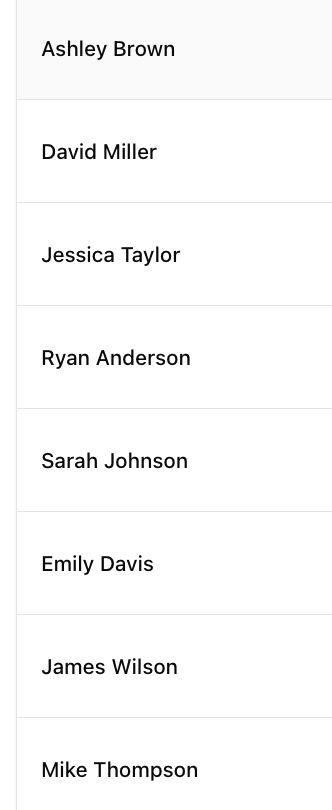 Ashley Brown
David Miller
Jessica Taylor
Ryan Anderson
Sarah Johnson
Emily Davis
James Wilson
Mike Thompson